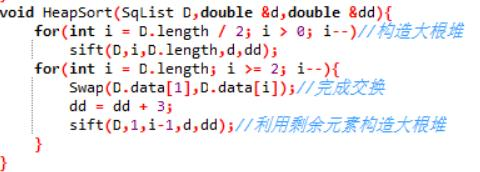 void HeapSort(SqList D,double &d,double &dd){
    for(int i = D.length / 2; i > 0; i--)//构造大根堆
        sift(D,i,D.length,d,dd);
    for(int i = D.length; i >= 2; i--){
        Swap(D.data[1],D.data[i]);//完成交换
        dd = dd + 3;
        sift(D,1,i-1,d,dd);//利用剩余元素构造大根堆
    }
}